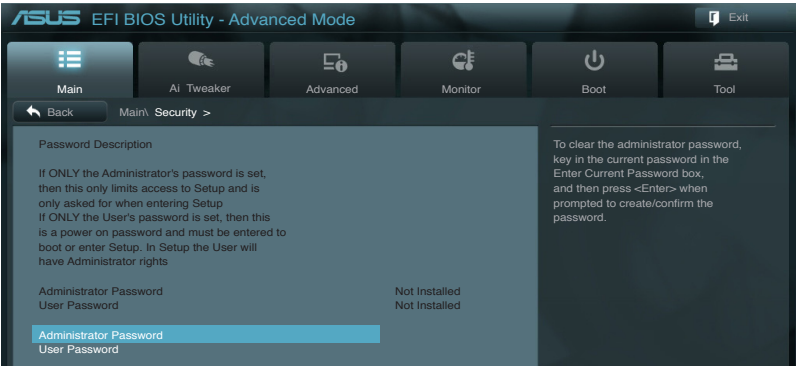 ASUS EFI BIOS Utility - Advanced Mode
Exit
Main
Ai Tweaker
Advanced
Monitor
Boot
Tool
Back
Main\ Security >
Password Description
If ONLY the Administrator's password is set,
then this only limits access to Setup and is
only asked for when entering Setup
If ONLY the User's password is set, then this
is a power on password and must be entered to
boot or enter Setup. In Setup the User will
have Administrator rights
Administrator Password Not Installed
User Password Not Installed
Administrator Password
User Password
To clear the administrator password,
key in the current password in the
Enter Current Password box,
and then press <Enter> when
prompted to create/confirm the
password.